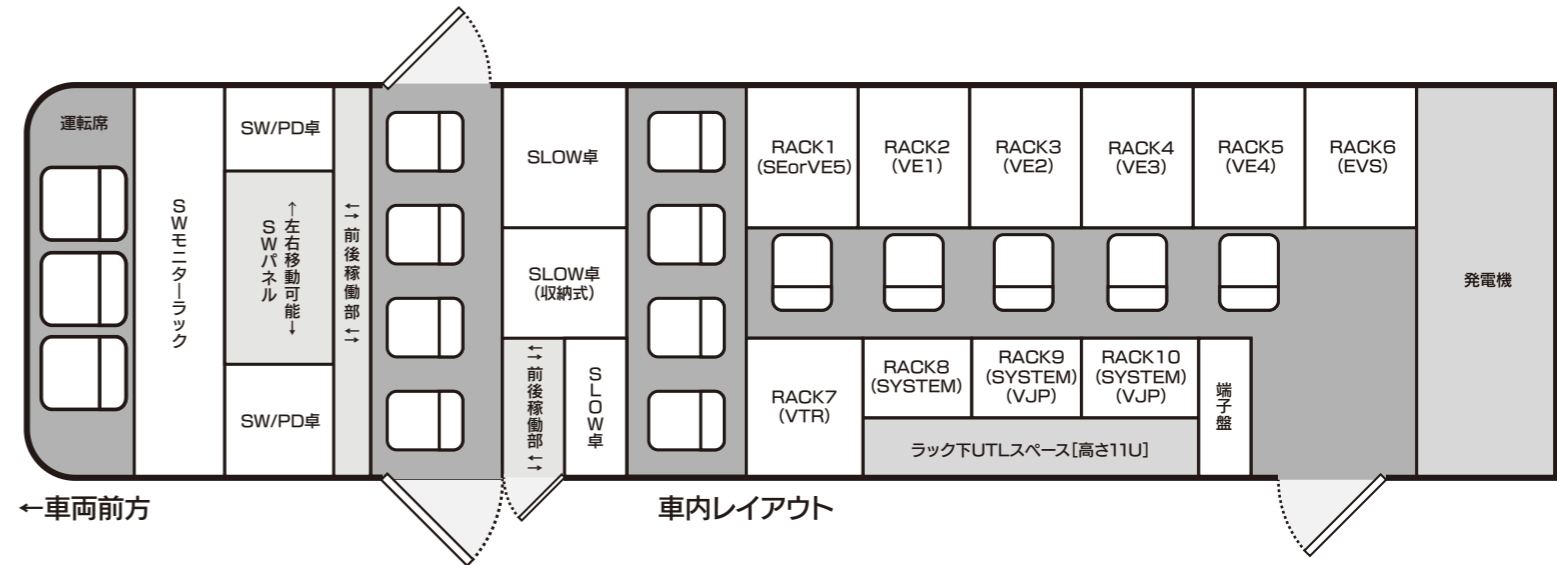 運転席
SWモニターラック
SW/PD卓
↑左右移動可能↓
SWパネル
SW/PD卓
←→ 前後稼働部 ←→
SLOW卓
SLOW卓
(収納式)
←→ 前後稼働部 ←→
SLOW卓
RACK1
(SEorVE5)
RACK2
(VE1)
RACK3
(VE2)
RACK4
(VE3)
RACK5
(VE4)
RACK6
(EVS)
RACK7
(VTR)
RACK8
(SYSTEM)
RACK9
(SYSTEM)
(VJP)
RACK10
(SYSTEM)
(VJP)
端子盤
ラック下UTLスペース[高さ11U]
発電機
←車両前方
車内レイアウト